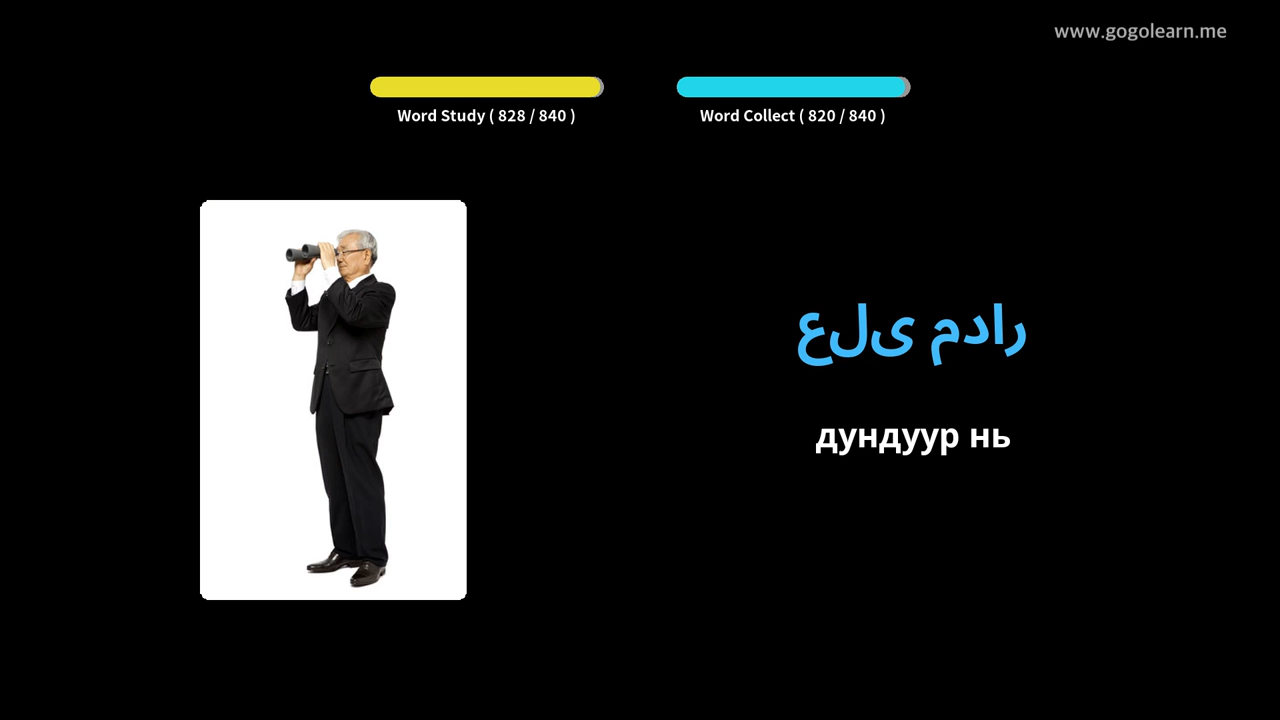 www.gogolearn.me
Word Study ( 828 / 840 )
Word Collect ( 820 / 840 )
على مدار
дундуур нь